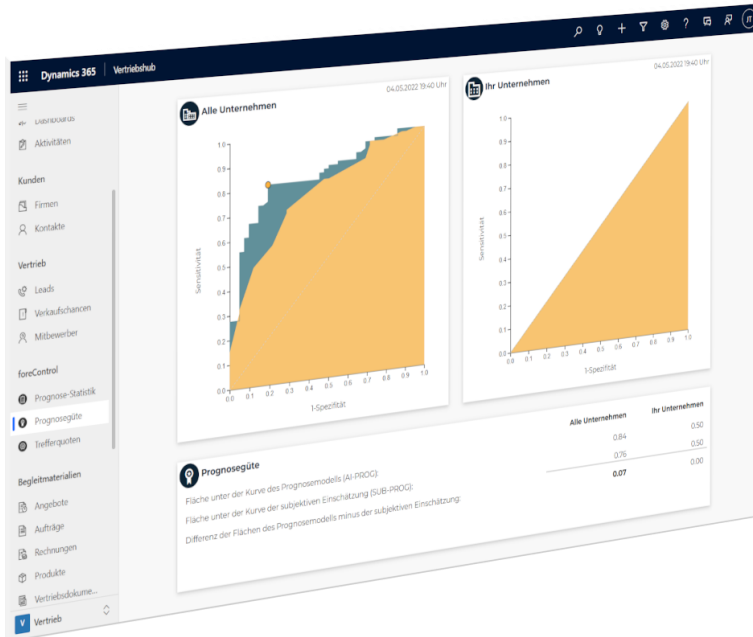 Dynamics 365 Vertriebshub
Dashboards
Aktivitäten
Kunden
Firmen
Kontakte
Vertrieb
Leads
Verkaufschancen
Mitbewerber
foreControl
Prognose-Statistik
Prognosegüte
Trefferquoten
Begleitmaterialien
Angebote
Aufträge
Rechnungen
Produkte
Vertriebsdokume...
V Vertrieb
?
JT
Alle Unternehmen
04.05.2022 19:40 Uhr
Sensitivität
1.0
0.9
0.8
0.7
0.6
0.5
0.4
0.3
0.2
0.1
0.0
0.0 0.1 0.2 0.3 0.4 0.5 0.6 0.7 0.8 0.9 1.0
1-Spezifität
Ihr Unternehmen
04.05.2022 19:40 Uhr
Sensitivität
1.0
0.9
0.8
0.7
0.6
0.5
0.4
0.3
0.2
0.1
0.0
0.0 0.1 0.2 0.3 0.4 0.5 0.6 0.7 0.8 0.9 1.0
1-Spezifität
Prognosegüte
Alle Unternehmen Ihr Unternehmen
Fläche unter der Kurve des Prognosemodells (AI-PROG): 0.84 0.50
Fläche unter der Kurve der subjektiven Einschätzung (SUB-PROG): 0.76 0.50
Differenz der Flächen des Prognosemodells minus der subjektiven Einschätzung: 0.07 0.00